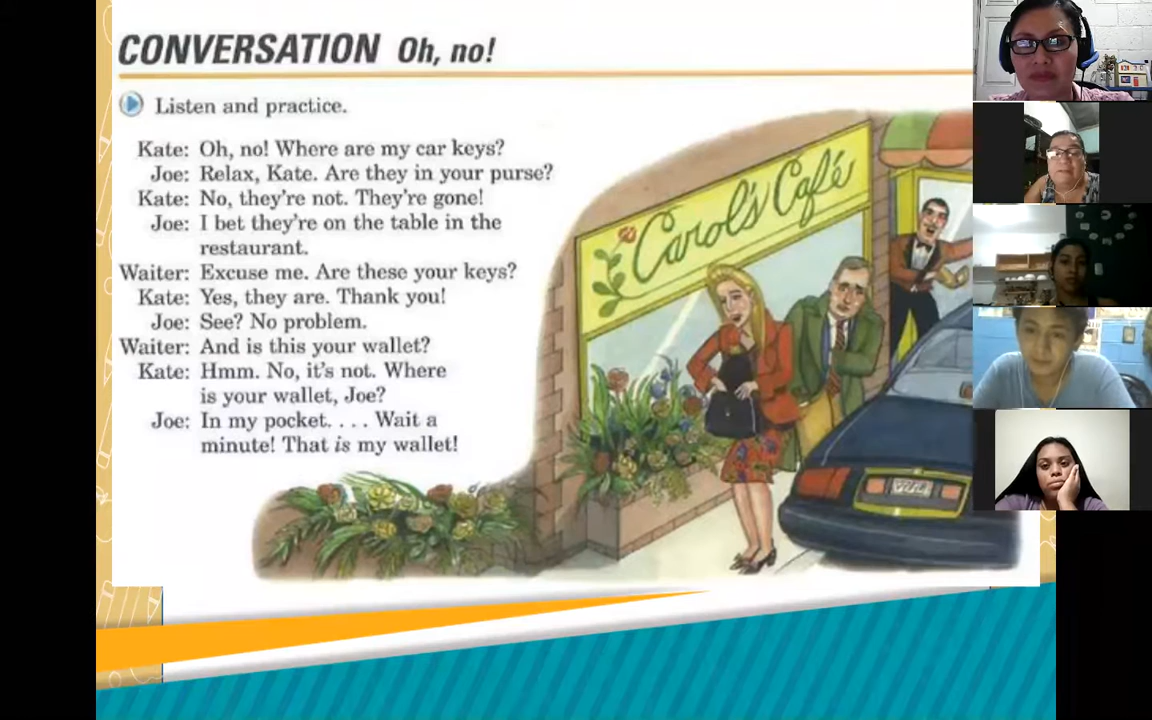 CONVERSATION Oh, no!
Listen and practice.
Kate: Oh, no! Where are my car keys?
Joe: Relax, Kate. Are they in your purse?
Kate: No, they're not. They're gone!
Joe: I bet they're on the table in the
restaurant.
Waiter: Excuse me. Are these your keys?
Kate: Yes, they are. Thank you!
Joe: See? No problem.
Waiter: And is this your wallet?
Kate: Hmm. No, it's not. Where
is your wallet, Joe?
Joe: In my pocket. . . . Wait a
minute! That is my wallet!
Carol's Café